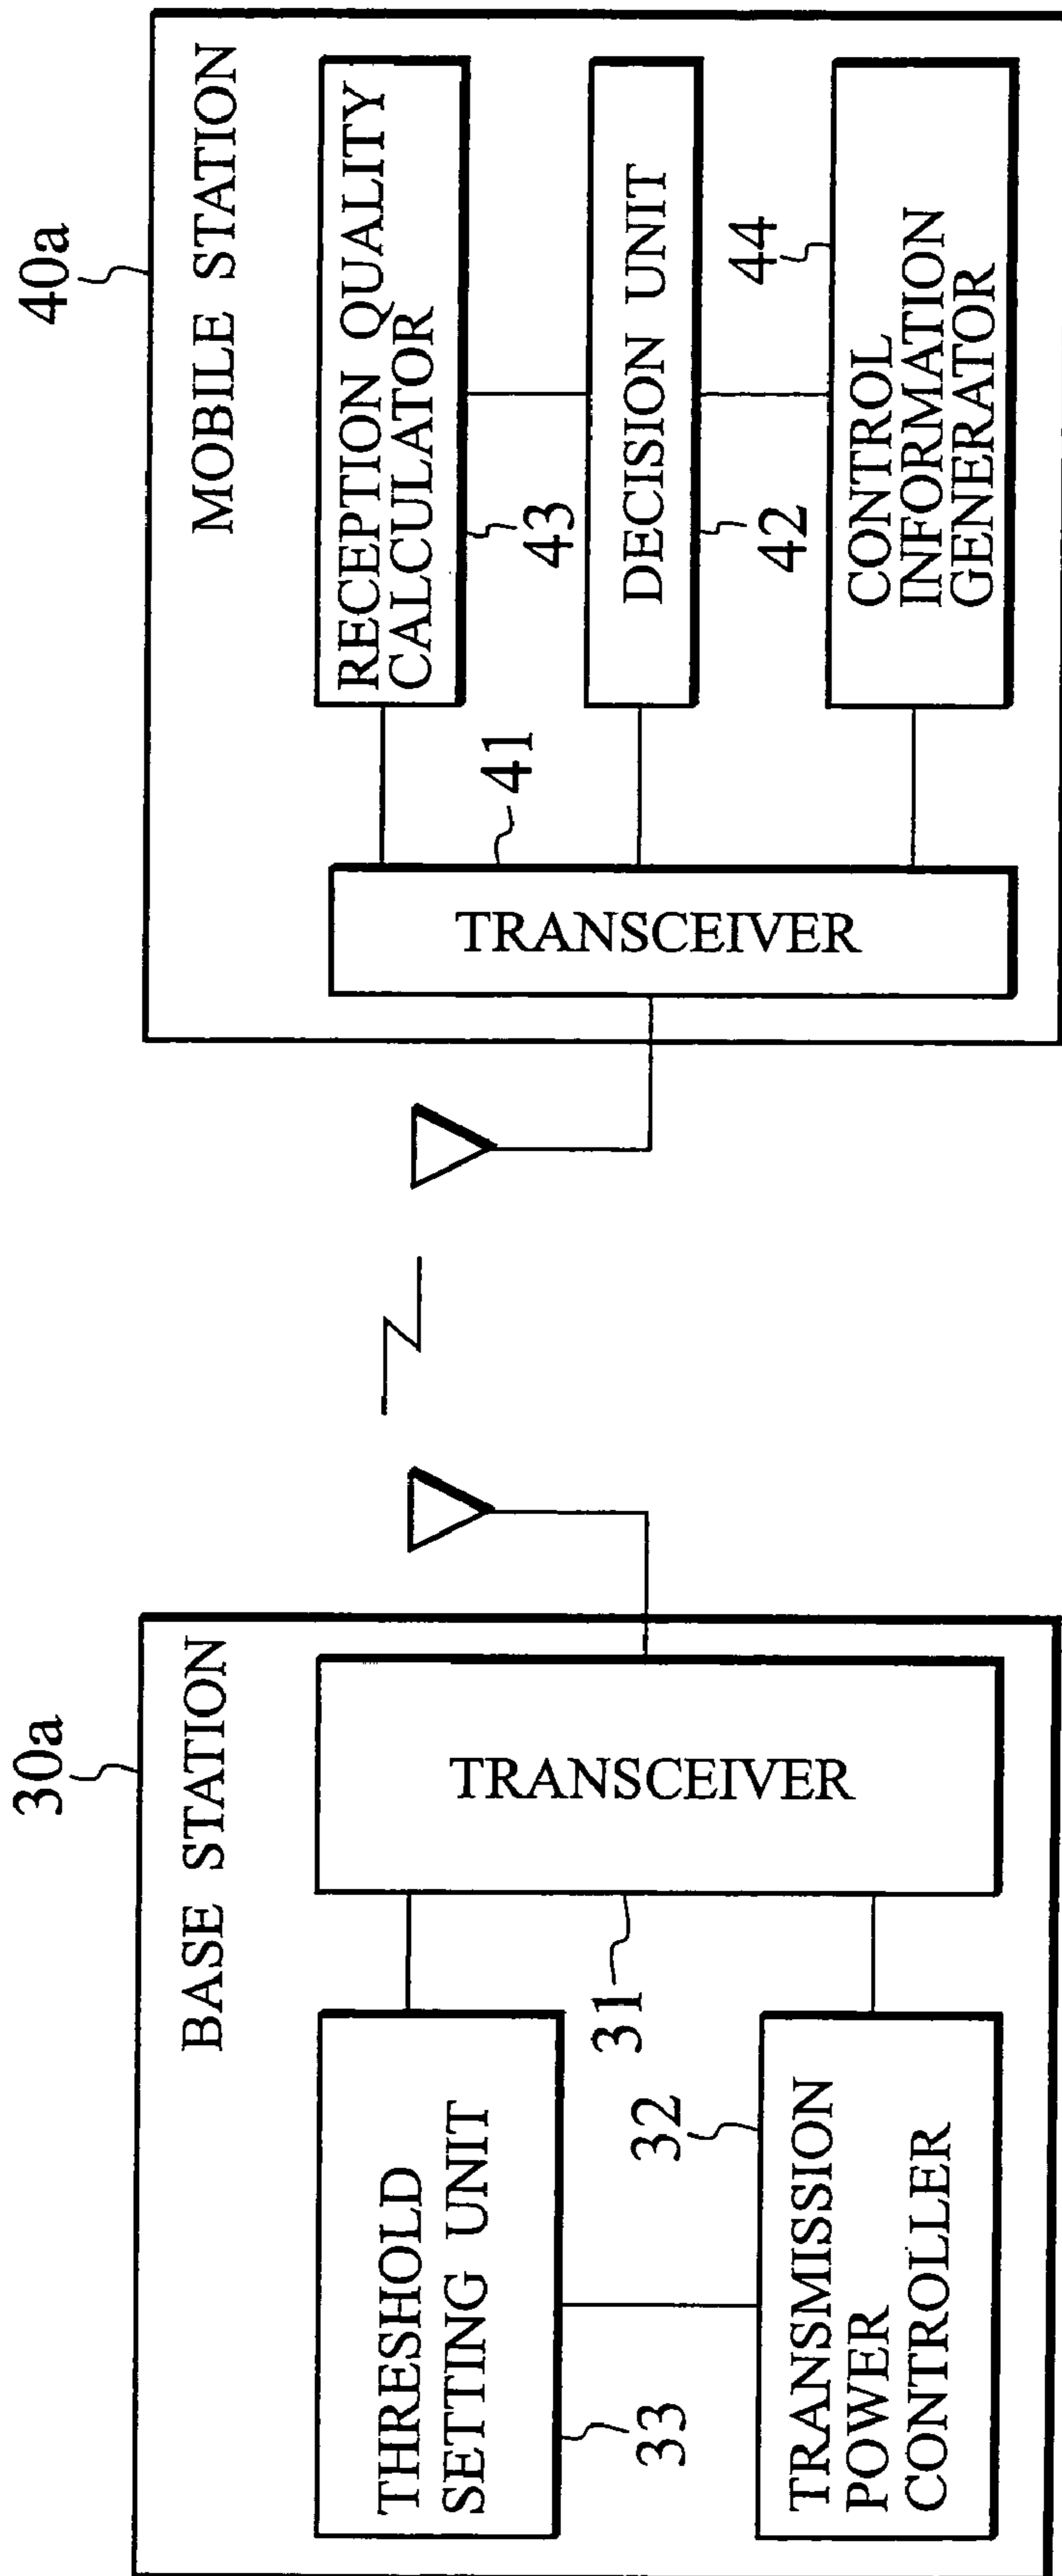 30a
BASE STATION
THRESHOLD
SETTING UNIT
33
TRANSMISSION
POWER
CONTROLLER
32
TRANSCEIVER
31
40a
MOBILE STATION
TRANSCEIVER
41
RECEPTION QUALITY
CALCULATOR
43
DECISION UNIT
42
CONTROL
INFORMATION
GENERATOR
44